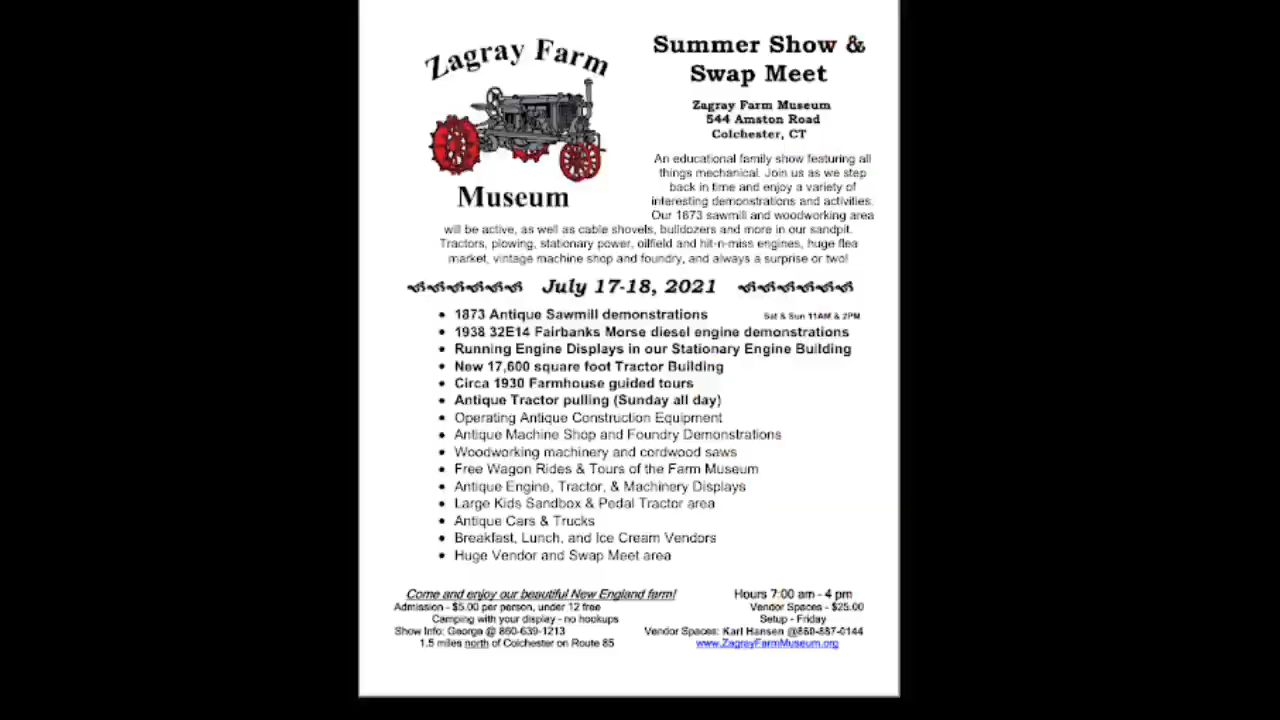 Zagray Farm
Museum
Summer Show &
Swap Meet
Zagray Farm Museum
544 Amston Road
Colchester, CT
An educational family show featuring all
things mechanical. Join us as we step
back in time and enjoy a variety of
interesting demonstrations and activities.
Our 1873 sawmill and woodworking area
will be active, as well as cable shovels, bulldozers and more in our sandpit.
Tractors, plowing, stationary power, oilfield and hit-n-miss engines, huge flea
market, vintage machine shop and foundry, and always a surprise or two!
July 17-18, 2021
• 1873 Antique Sawmill demonstrations Sat & Sun 11AM & 2PM
• 1938 32E14 Fairbanks Morse diesel engine demonstrations
• Running Engine Displays in our Stationary Engine Building
• New 17,600 square foot Tractor Building
• Circa 1930 Farmhouse guided tours
• Antique Tractor pulling (Sunday all day)
• Operating Antique Construction Equipment
• Antique Machine Shop and Foundry Demonstrations
• Woodworking machinery and cordwood saws
• Free Wagon Rides & Tours of the Farm Museum
• Antique Engine, Tractor, & Machinery Displays
• Large Kids Sandbox & Pedal Tractor area
• Antique Cars & Trucks
• Breakfast, Lunch, and Ice Cream Vendors
• Huge Vendor and Swap Meet area
Come and enjoy our beautiful New England farm! Hours 7:00 am - 4 pm
Admission - $5.00 per person, under 12 free Vendor Spaces - $25.00
Camping with your display - no hookups Setup - Friday
Show Info: George @ 860-639-1213 Vendor Spaces: Karl Hansen @860-887-0144
1.5 miles north of Colchester on Route 85 www.ZagrayFarmMuseum.org